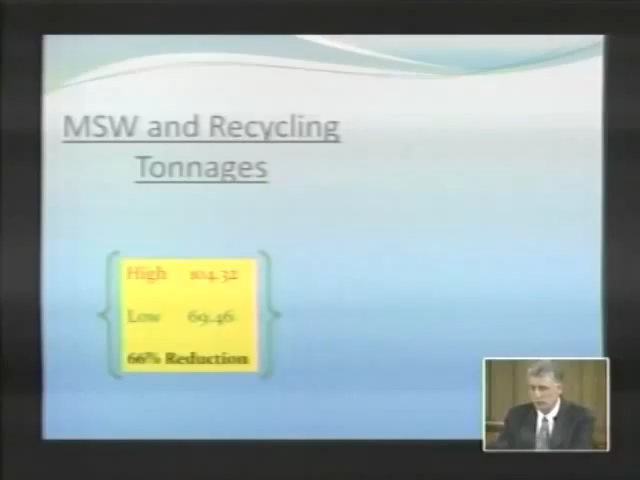 MSW and Recycling
Tonnages
High 104.32
Low 69.46
66% Reduction